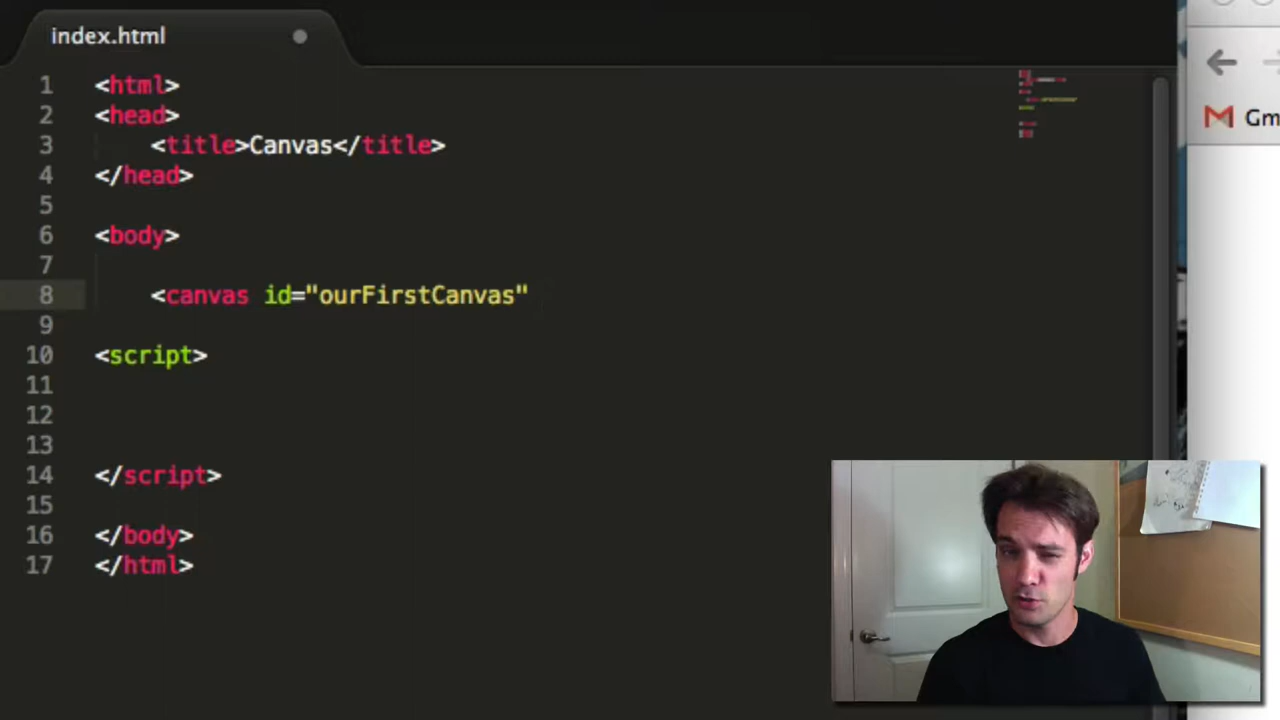 index.html
1 <html>
2 <head>
3 <title>Canvas</title>
4 </head>
5
6 <body>
7
8 <canvas id="ourFirstCanvas"
9
10 <script>
11
12
13
14 </script>
15
16 </body>
17 </html>
Gm